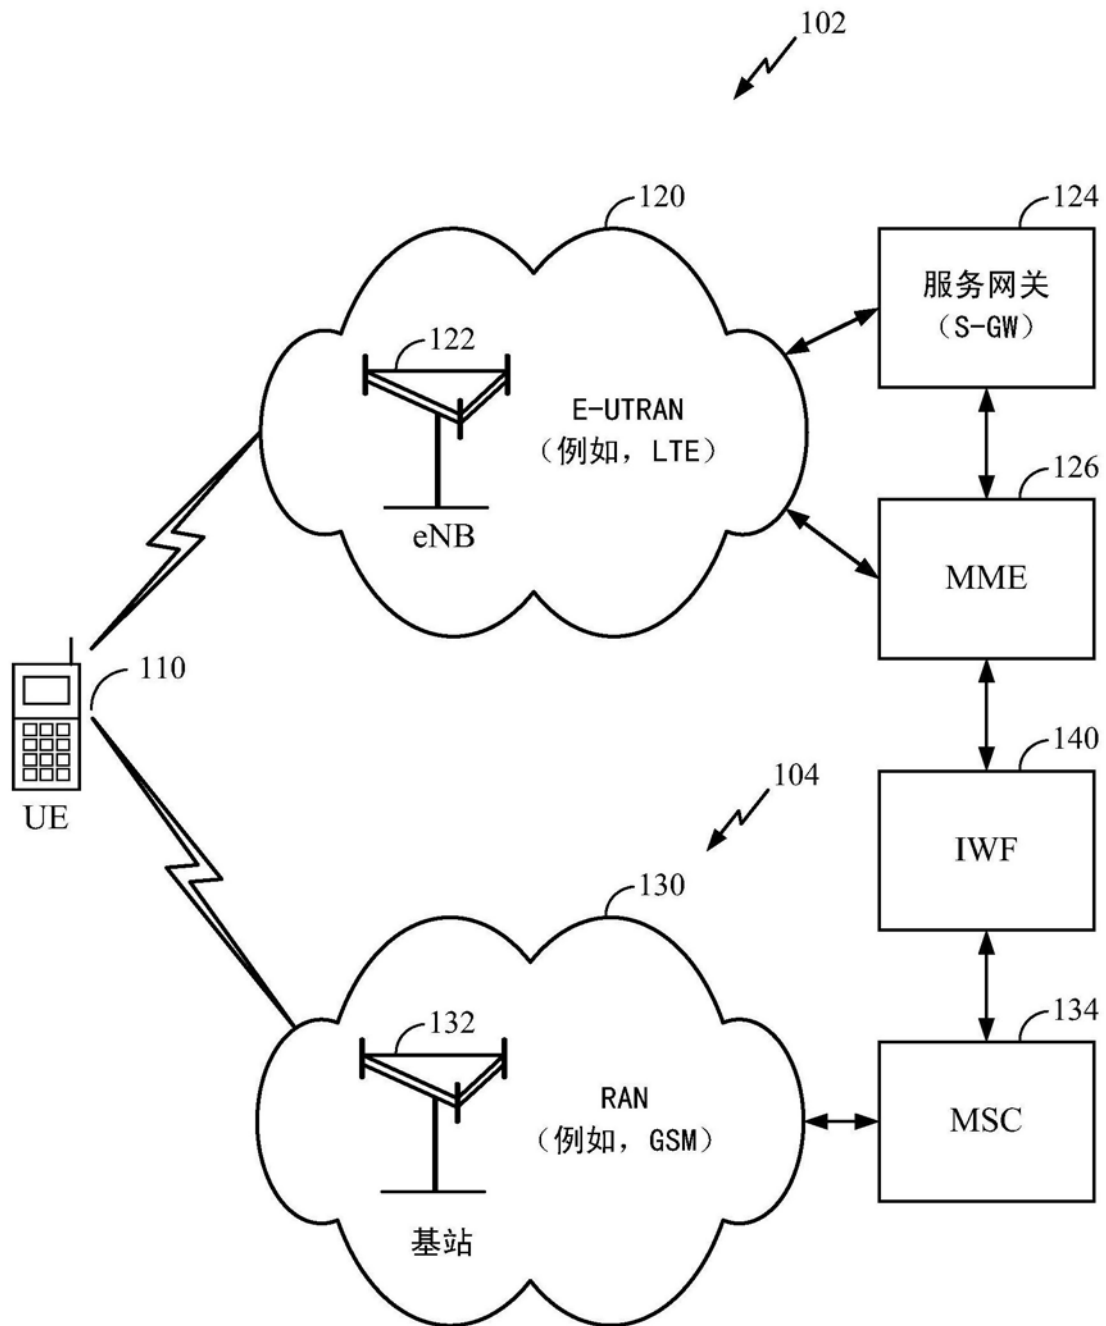 102
120
124
服务网关
（S-GW）
122
E-UTRAN
（例如，LTE）
eNB
126
MME
110
UE
140
IWF
104
130
134
132
RAN
（例如，GSM）
MSC
基站